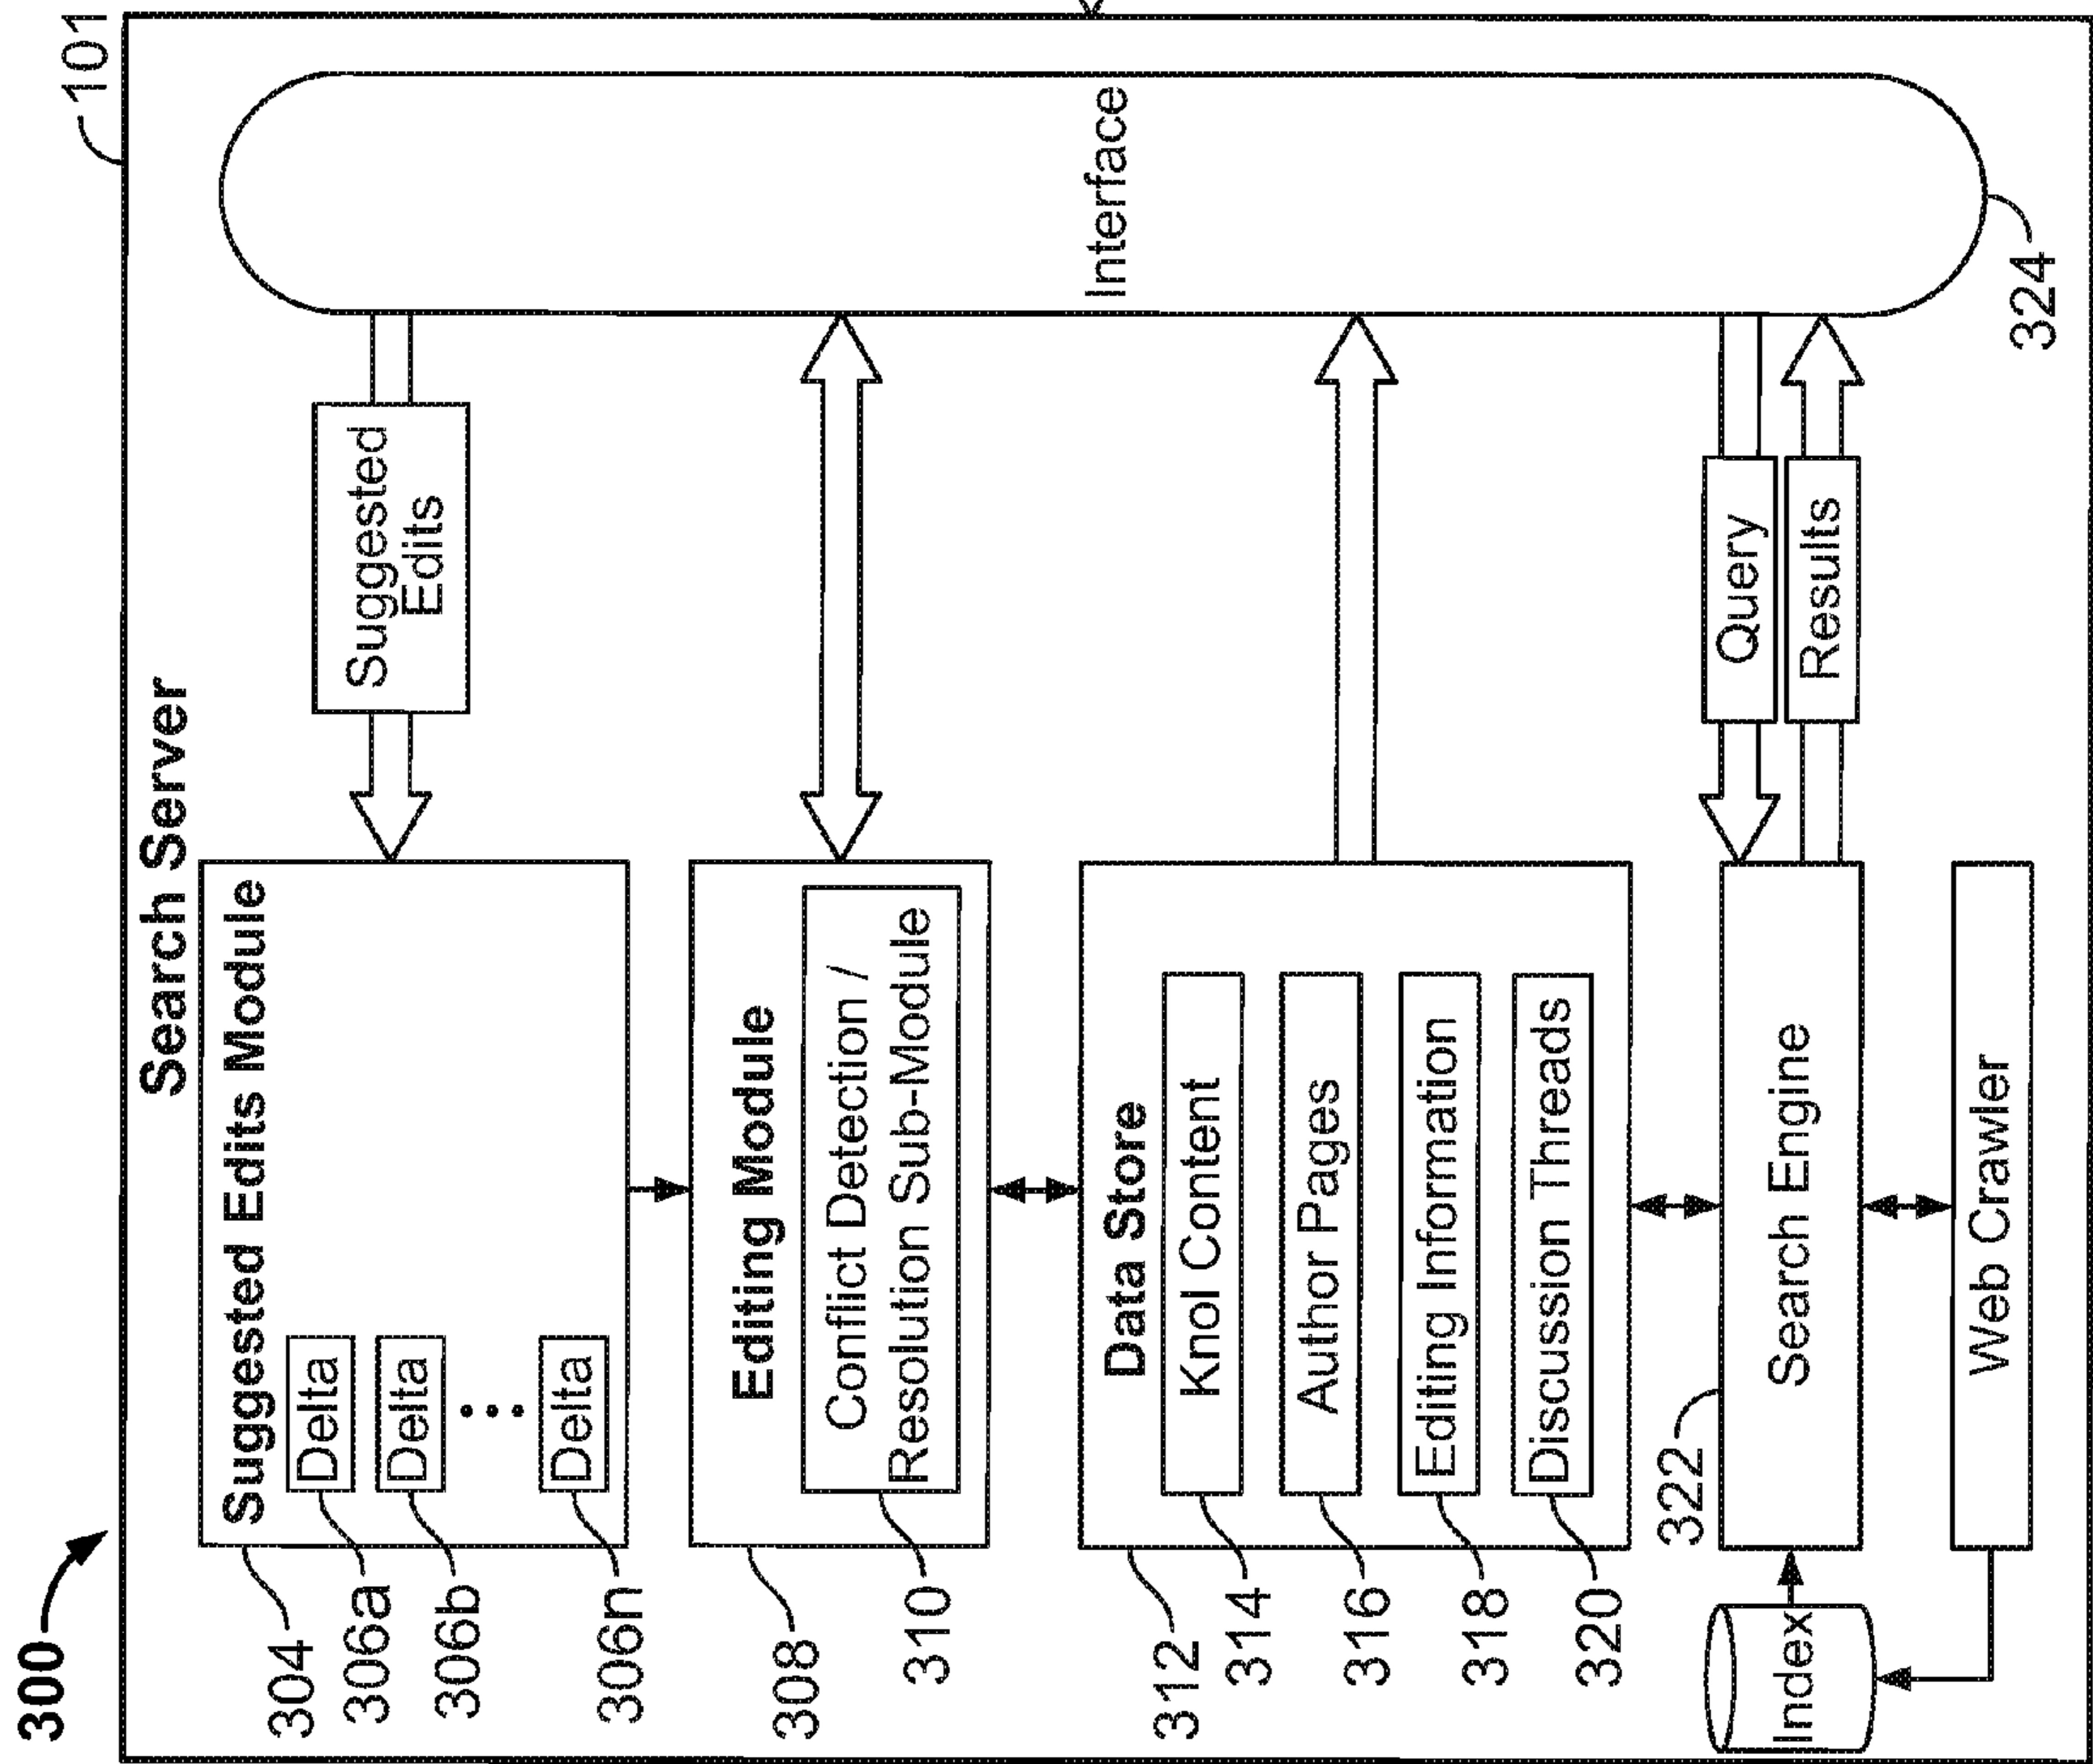 300
101
Search Server
304
Suggested Edits Module
306a
Delta
306b
Delta
...
306n
Delta
Suggested
Edits
308
Editing Module
310
Conflict Detection /
Resolution Sub-Module
312
Data Store
314
Knol Content
316
Author Pages
318
Editing Information
320
Discussion Threads
322
Search Engine
Query
Results
Index
Web Crawler
Interface
324